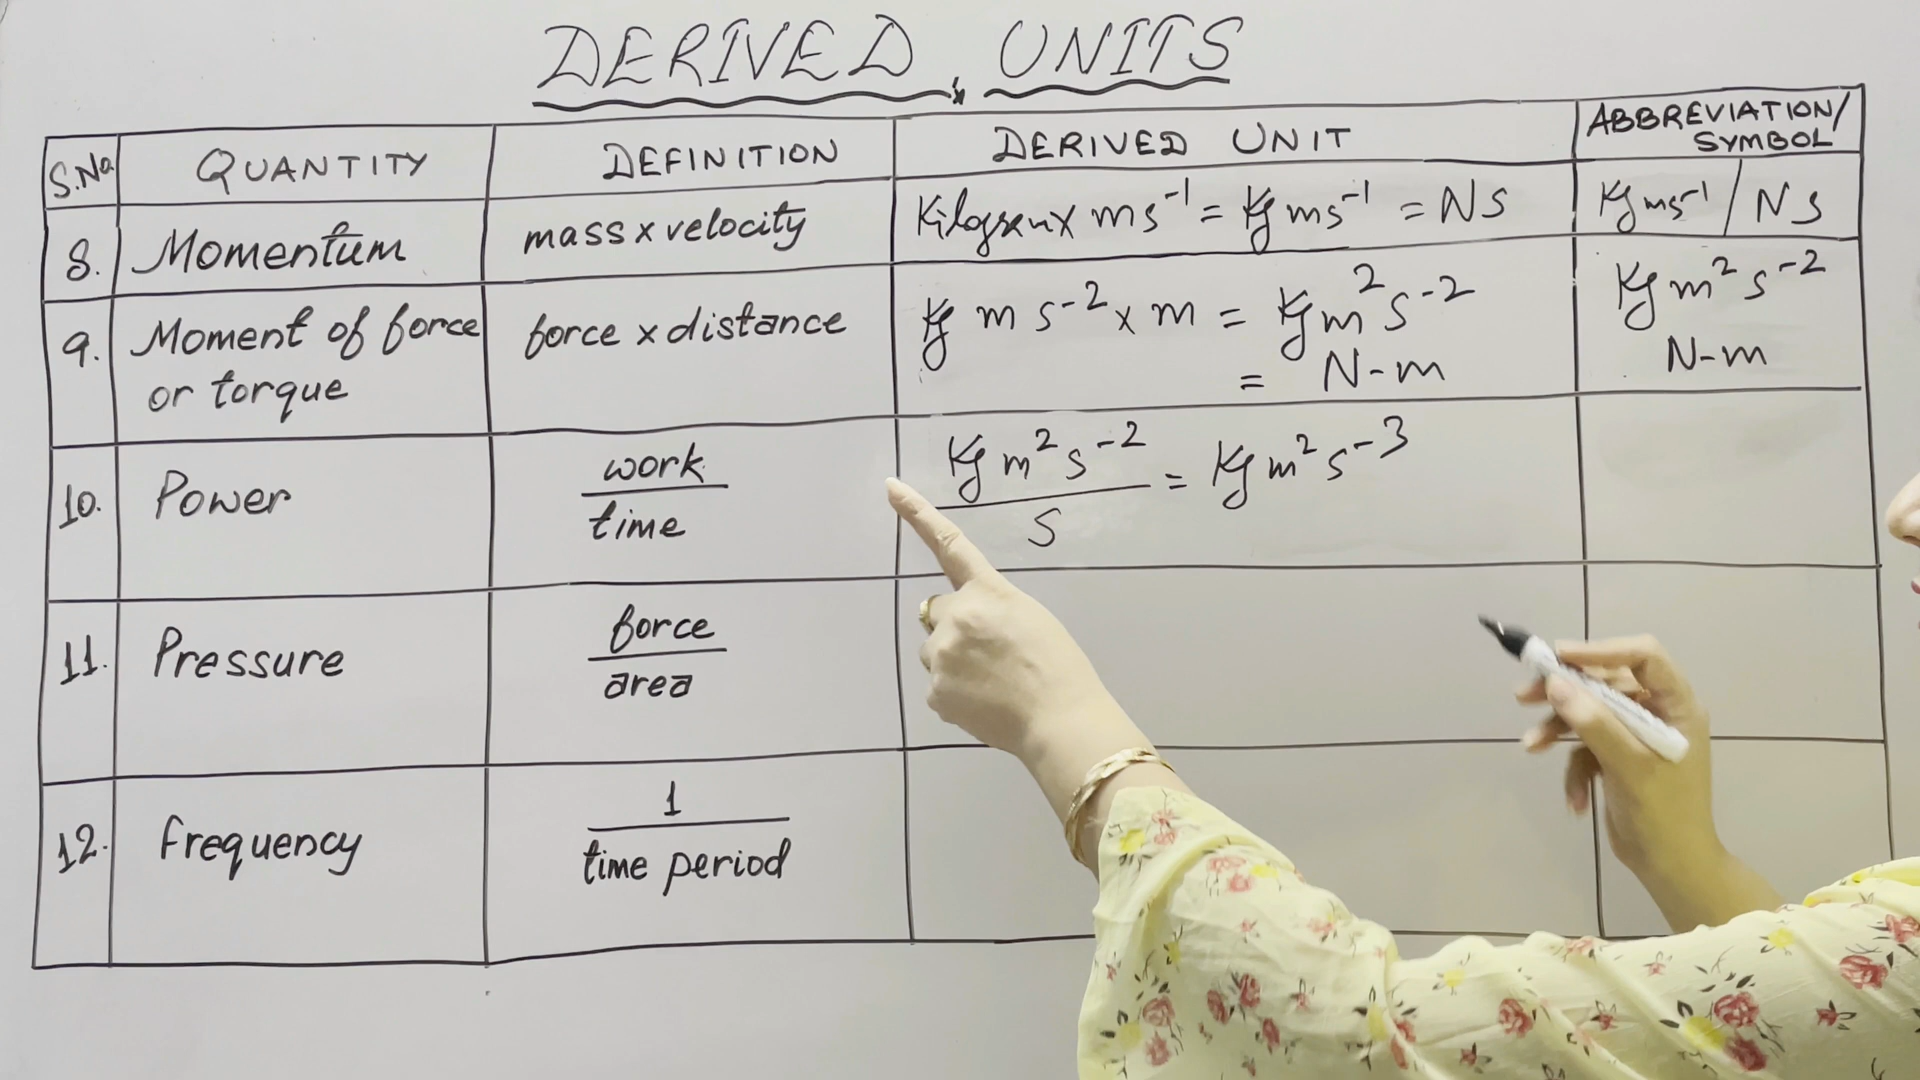 DERIVED UNITS
S.No. QUANTITY DEFINITION DERIVED UNIT ABBREVIATION/
SYMBOL
8. Momentum mass x velocity Kilogram x ms⁻¹ = Kg ms⁻¹ = NS Kg ms⁻¹ / NS
9. Moment of force force x distance Kg m s⁻² x m = Kg m² s⁻² Kg m² s⁻²
or torque = N-m N-m
10. Power work / time Kg m² s⁻² / S = Kg m² s⁻³
11. Pressure force / area
12. frequency 1 / time period